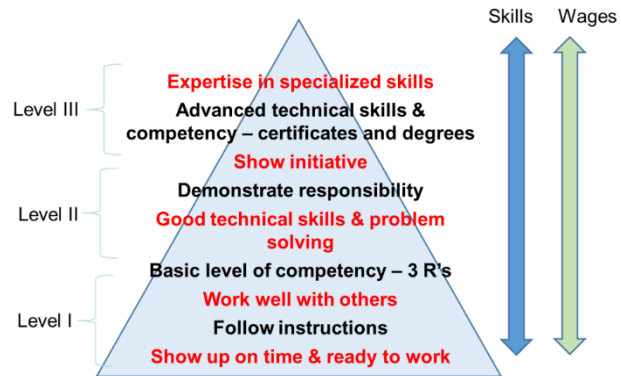 Skills Wages
Expertise in specialized skills
Level III
Advanced technical skills &
competency – certificates and degrees
Show initiative
Demonstrate responsibility
Level II
Good technical skills & problem
solving
Basic level of competency – 3 R's
Work well with others
Level I
Follow instructions
Show up on time & ready to work